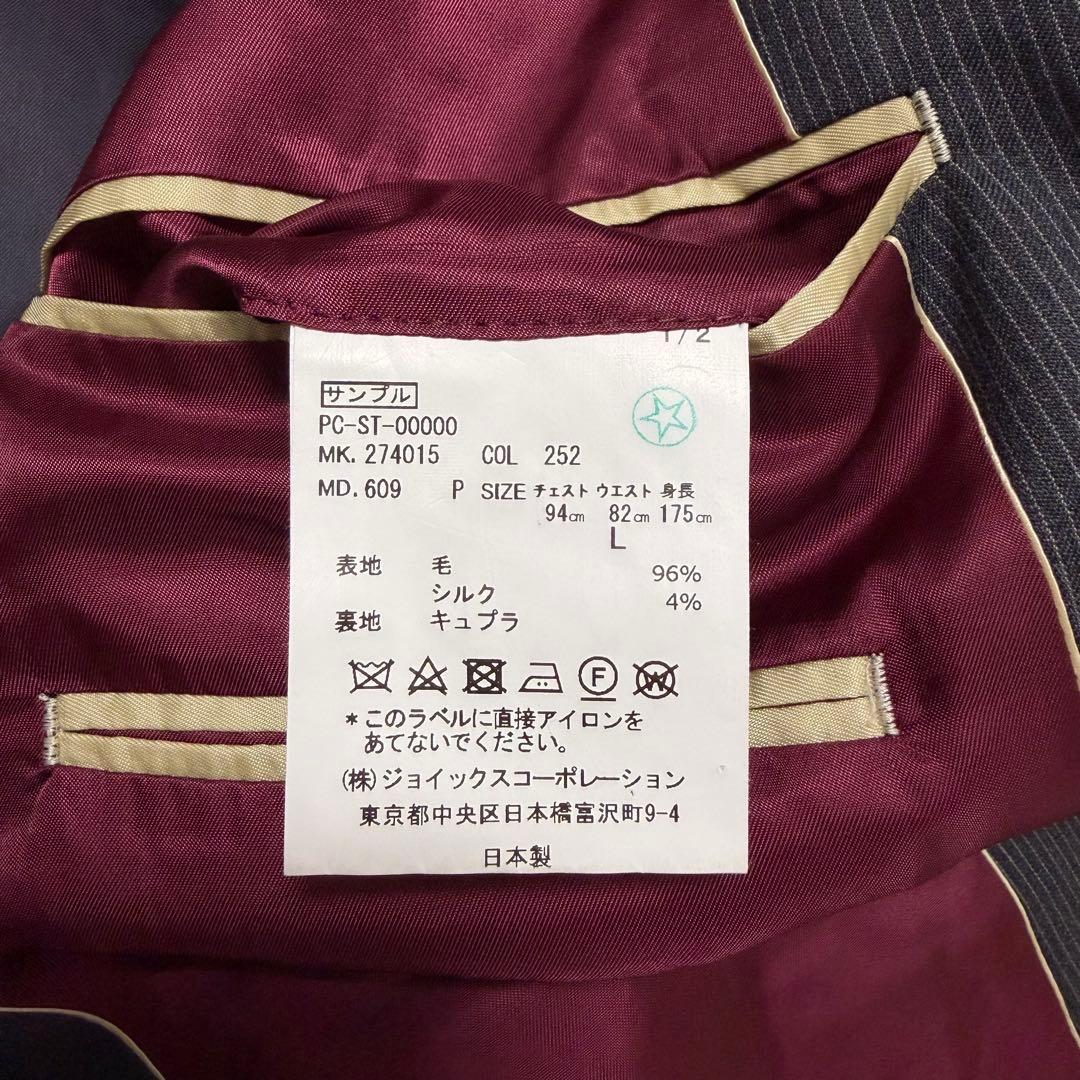 1/2
サンプル
PC-ST-00000
MK. 274015 COL 252
MD. 609 P SIZE チェスト ウエスト 身長
94cm 82cm 175cm
L
表地 毛 96%
シルク 4%
裏地 キュプラ
F W
*このラベルに直接アイロンを
あてないでください。
(株)ジョイックスコーポレーション
東京都中央区日本橋富沢町9-4
日本製